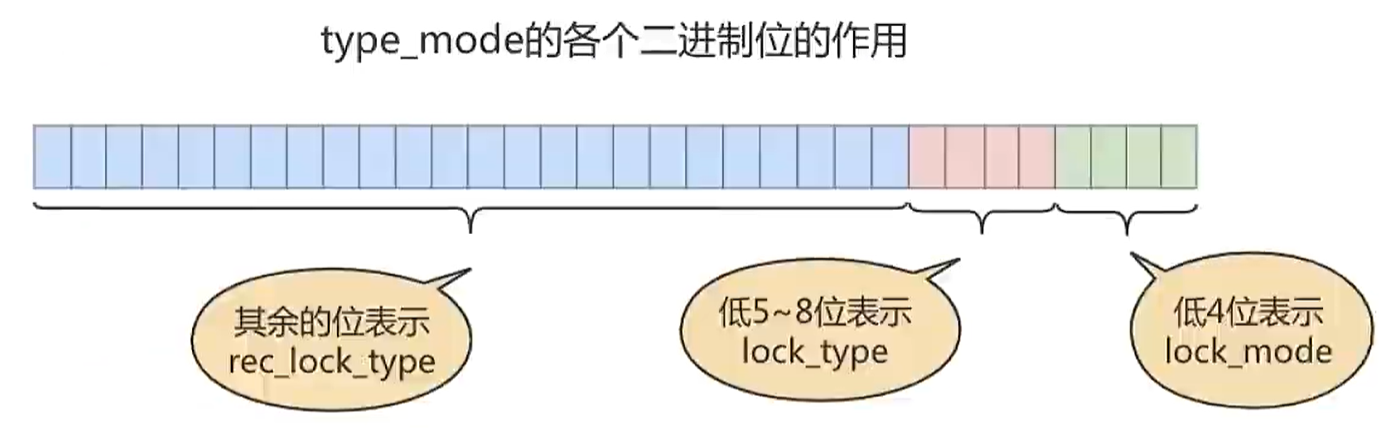 type_mode的各个二进制位的作用
其余的位表示
rec_lock_type
低5~8位表示
lock_type
低4位表示
lock_mode